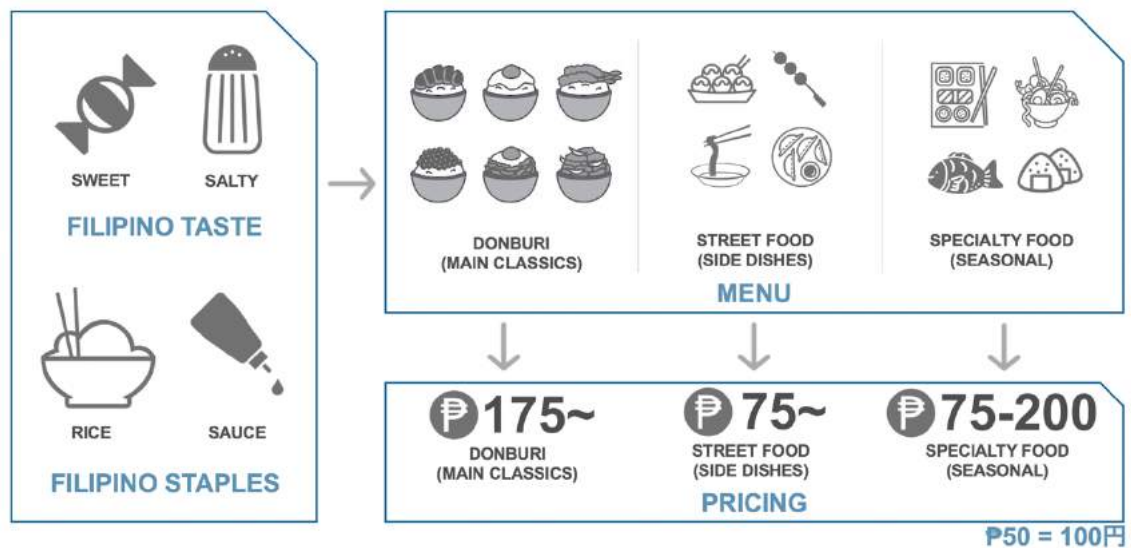 SWEET
SALTY
FILIPINO TASTE
RICE
SAUCE
FILIPINO STAPLES
DONBURI
(MAIN CLASSICS)
STREET FOOD
(SIDE DISHES)
SPECIALTY FOOD
(SEASONAL)
MENU
₱ 175~
DONBURI
(MAIN CLASSICS)
₱ 75~
STREET FOOD
(SIDE DISHES)
₱ 75-200
SPECIALTY FOOD
(SEASONAL)
PRICING
₱50 = 100円